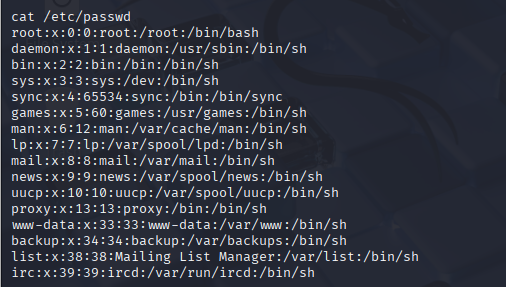 cat /etc/passwd
root:x:0:0:root:/root:/bin/bash
daemon:x:1:1:daemon:/usr/sbin:/bin/sh
bin:x:2:2:bin:/bin:/bin/sh
sys:x:3:3:sys:/dev:/bin/sh
sync:x:4:65534:sync:/bin:/bin/sync
games:x:5:60:games:/usr/games:/bin/sh
man:x:6:12:man:/var/cache/man:/bin/sh
lp:x:7:7:lp:/var/spool/lpd:/bin/sh
mail:x:8:8:mail:/var/mail:/bin/sh
news:x:9:9:news:/var/spool/news:/bin/sh
uucp:x:10:10:uucp:/var/spool/uucp:/bin/sh
proxy:x:13:13:proxy:/bin:/bin/sh
www-data:x:33:33:www-data:/var/www:/bin/sh
backup:x:34:34:backup:/var/backups:/bin/sh
list:x:38:38:Mailing List Manager:/var/list:/bin/sh
irc:x:39:39:ircd:/var/run/ircd:/bin/sh